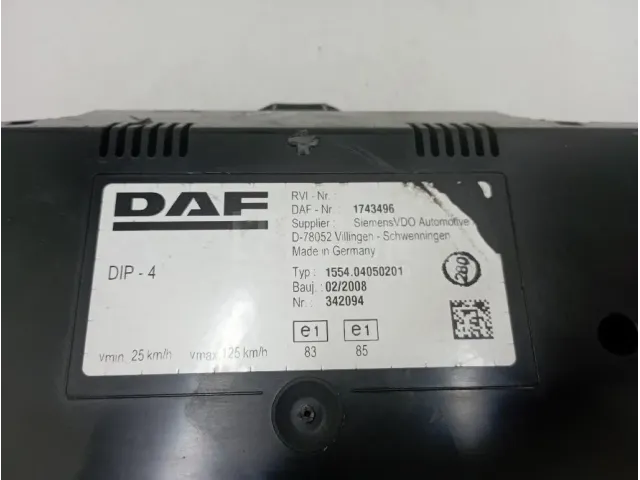 DAF
DIP - 4
vmin. 25 km/h vmax 125 km/h
RVI - Nr.
DAF - Nr. 1743496
Supplier : SiemensVDO Automotive
D-78052 Villingen - Schwenningen
Made in Germany
Typ : 1554.04050201
Bauj.: 02/2008
Nr.: 342094
280
e1 e1
83 85